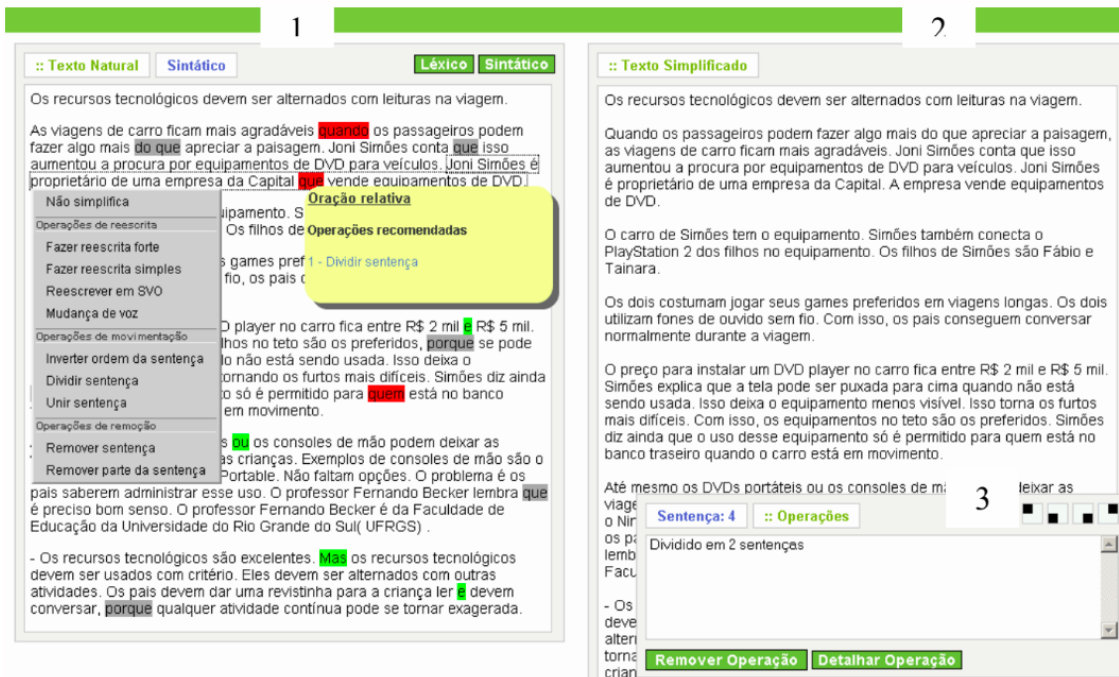 1
2
:: Texto Natural
Sintático
Léxico
Sintático
Os recursos tecnológicos devem ser alternados com leituras na viagem.
As viagens de carro ficam mais agradáveis quando os passageiros podem
fazer algo mais do que apreciar a paisagem. Joni Simões conta que isso
aumentou a procura por equipamentos de DVD para veículos. Joni Simões é
proprietário de uma empresa da Capital que vende equipamentos de DVD.
Não simplifica
Operações de reescrita
Fazer reescrita forte
Fazer reescrita simples
Reescrever em SVO
Mudança de voz
Operações de movimentação
Inverter ordem da sentença
Dividir sentença
Unir sentença
Operações de remoção
Remover sentença
Remover parte da sentença
Oração relativa
Operações recomendadas
1 - Dividir sentença
ipamento. S
Os filhos de
s games pref
fio, os pais
O player no carro fica entre R$ 2 mil e R$ 5 mil.
lhos no teto são os preferidos, porque se pode
lo não está sendo usada. Isso deixa o
ornando os furtos mais difíceis. Simões diz ainda
o só é permitido para quem está no banco
em movimento.
s ou os consoles de mão podem deixar as
as crianças. Exemplos de consoles de mão são o
Portable. Não faltam opções. O problema é os
pais saberem administrar esse uso. O professor Fernando Becker lembra que
é preciso bom senso. O professor Fernando Becker é da Faculdade de
Educação da Universidade do Rio Grande do Sul( UFRGS) .
- Os recursos tecnológicos são excelentes. Mas os recursos tecnológicos
devem ser usados com critério. Eles devem ser alternados com outras
atividades. Os pais devem dar uma revistinha para a criança ler e devem
conversar, porque qualquer atividade contínua pode se tornar exagerada.
:: Texto Simplificado
Os recursos tecnológicos devem ser alternados com leituras na viagem.
Quando os passageiros podem fazer algo mais do que apreciar a paisagem,
as viagens de carro ficam mais agradáveis. Joni Simões conta que isso
aumentou a procura por equipamentos de DVD para veículos. Joni Simões
é proprietário de uma empresa da Capital. A empresa vende equipamentos
de DVD.
O carro de Simões tem o equipamento. Simões também conecta o
PlayStation 2 dos filhos no equipamento. Os filhos de Simões são Fábio e
Tainara.
Os dois costumam jogar seus games preferidos em viagens longas. Os dois
utilizam fones de ouvido sem fio. Com isso, os pais conseguem conversar
normalmente durante a viagem.
O preço para instalar um DVD player no carro fica entre R$ 2 mil e R$ 5 mil.
Simões explica que a tela pode ser puxada para cima quando não está
sendo usada. Isso deixa o equipamento menos visível. Isso torna os furtos
mais difíceis. Com isso, os equipamentos no teto são os preferidos. Simões
diz ainda que o uso desse equipamento só é permitido para quem está no
banco traseiro quando o carro está em movimento.
Até mesmo os DVDs portáteis ou os consoles de m
deixar as
viage
o Nin
os pa
lemb
Facu
- Os
deve
alter
torna
crian
3
Sentença: 4
:: Operações
Dividido em 2 sentenças
Remover Operação
Detalhar Operação